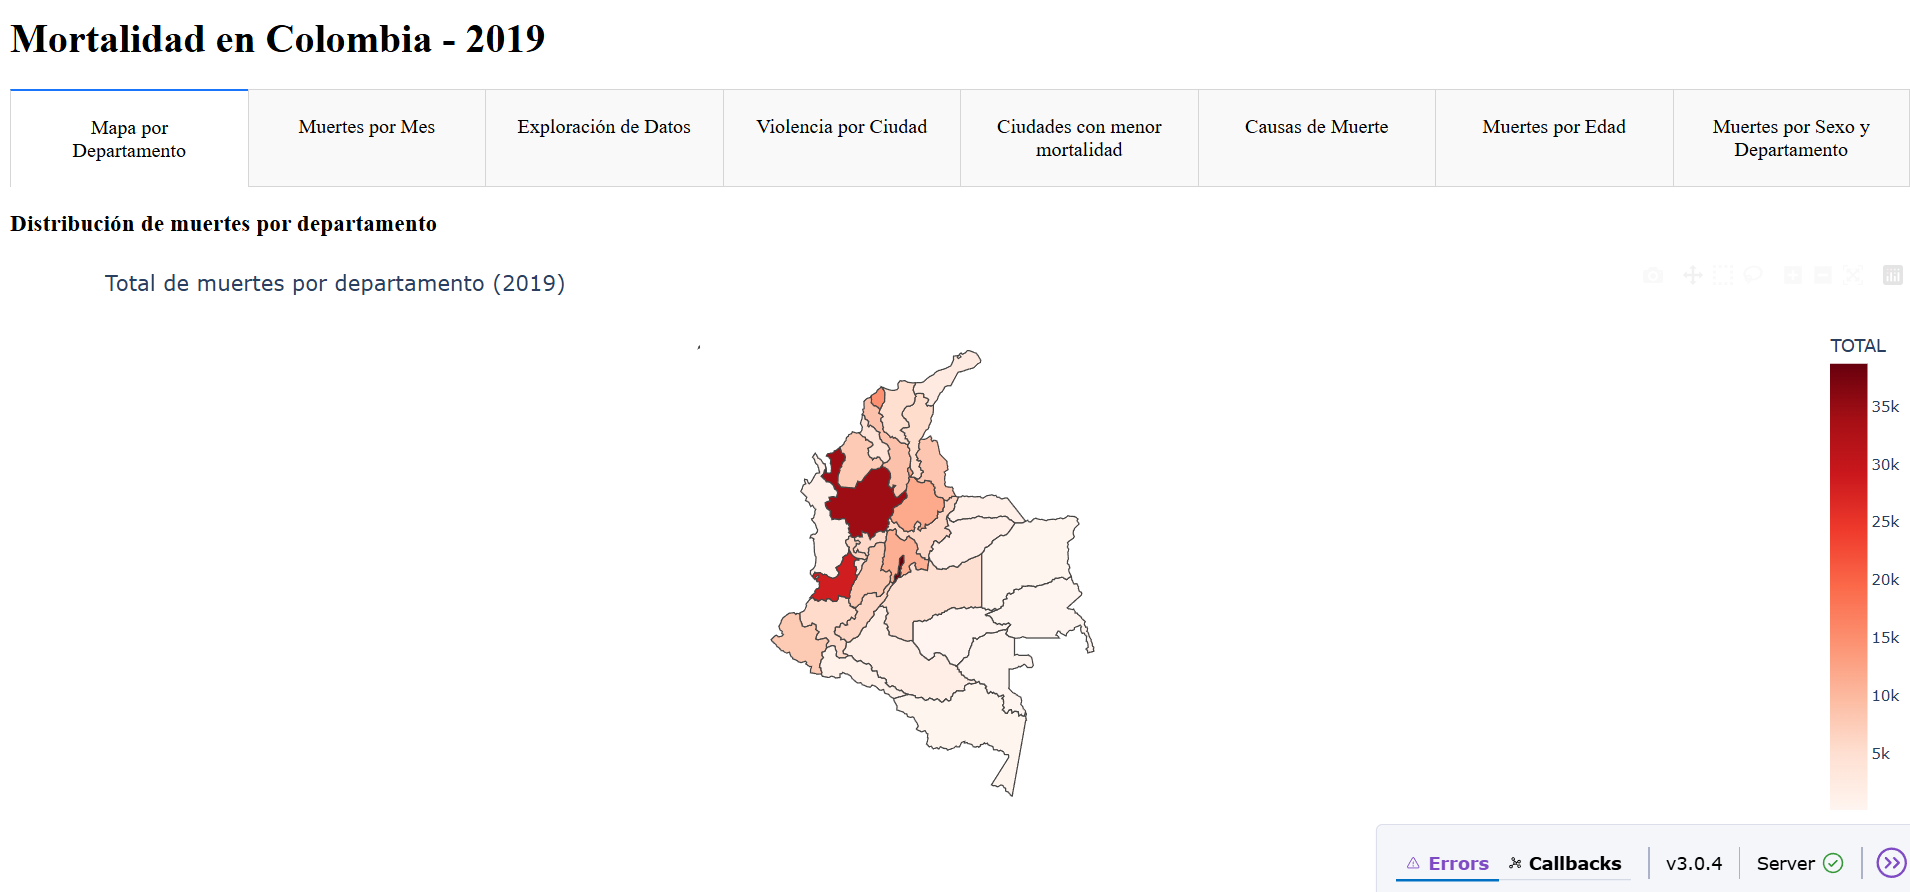 Mortalidad en Colombia - 2019
Mapa por
Departamento
Muertes por Mes
Exploración de Datos
Violencia por Ciudad
Ciudades con menor
mortalidad
Causas de Muerte
Muertes por Edad
Muertes por Sexo y
Departamento
Distribución de muertes por departamento
Total de muertes por departamento (2019)
TOTAL
35k
30k
25k
20k
15k
10k
5k
Errors
Callbacks
v3.0.4
Server